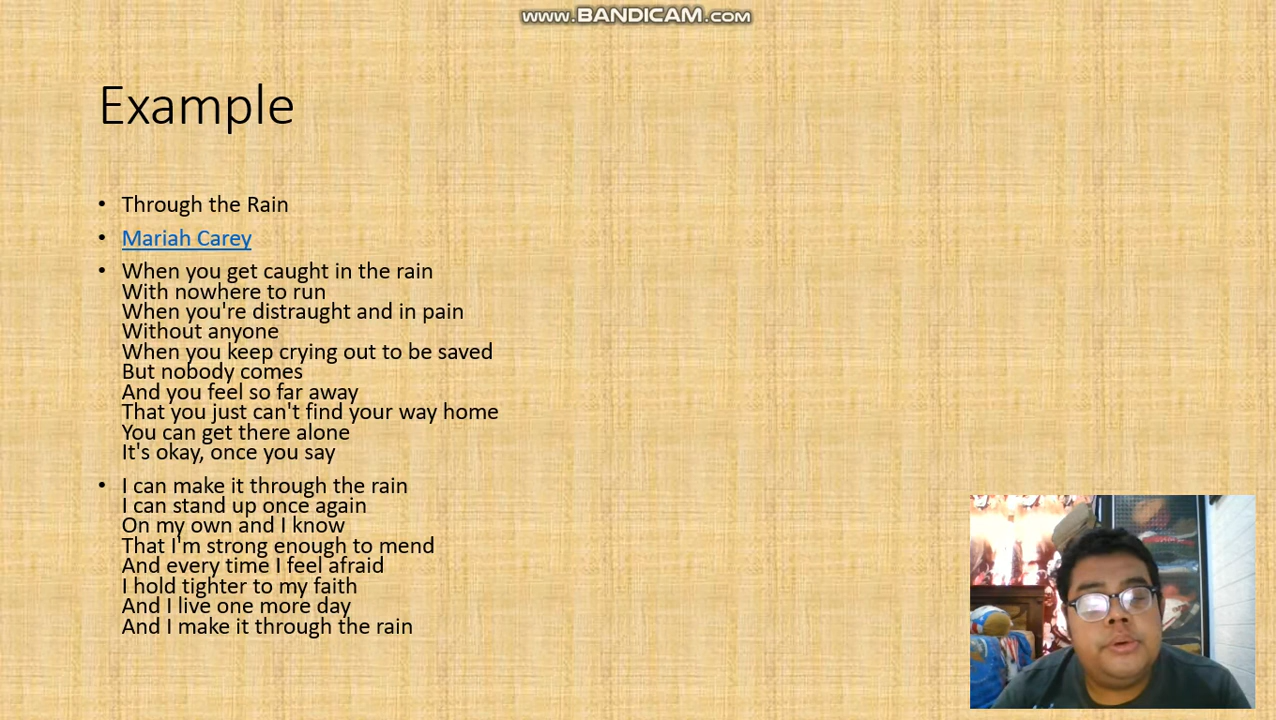 WWW.BANDICAM.COM
Example
• Through the Rain
• Mariah Carey
• When you get caught in the rain
With nowhere to run
When you're distraught and in pain
Without anyone
When you keep crying out to be saved
But nobody comes
And you feel so far away
That you just can't find your way home
You can get there alone
It's okay, once you say
• I can make it through the rain
I can stand up once again
On my own and I know
That I'm strong enough to mend
And every time I feel afraid
I hold tighter to my faith
And I live one more day
And I make it through the rain